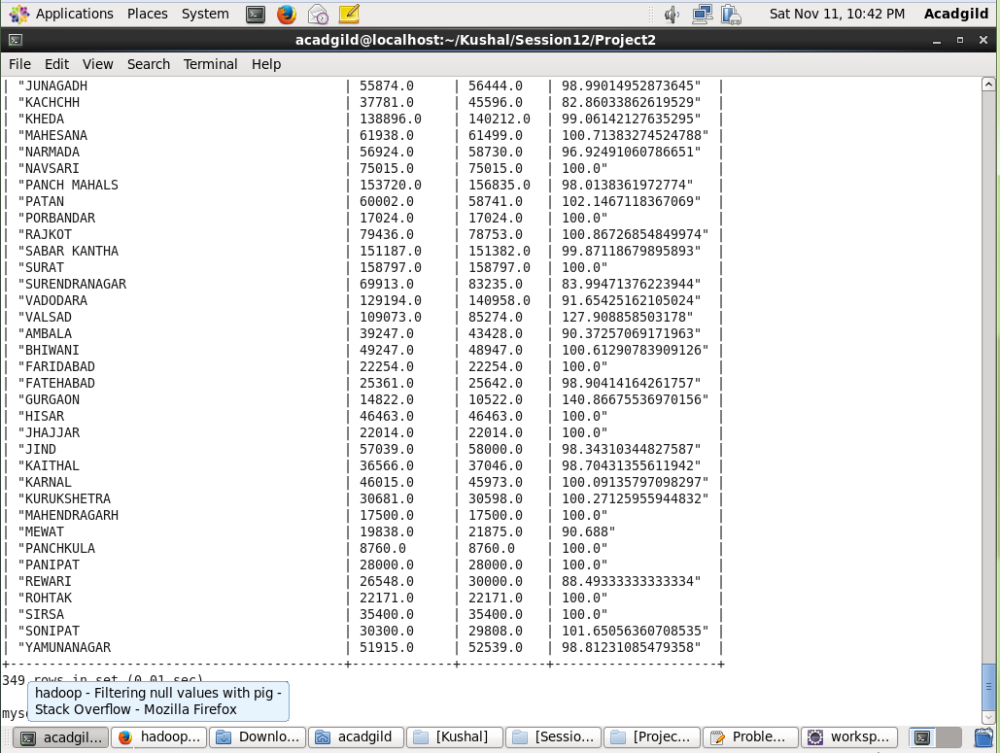 Applications Places System Sat Nov 11, 10:42 PM Acadgild
acadgild@localhost:~/Kushal/Session12/Project2
File Edit View Search Terminal Help
| "JUNAGADH | 55874.0 | 56444.0 | 98.99014952873645" |
| "KACHCHH | 37781.0 | 45596.0 | 82.86033862619529" |
| "KHEDA | 138896.0 | 140212.0 | 99.06142127635295" |
| "MAHESANA | 61938.0 | 61499.0 | 100.71383274524788" |
| "NARMADA | 56924.0 | 58730.0 | 96.92491060786651" |
| "NAVSARI | 75015.0 | 75015.0 | 100.0" |
| "PANCH MAHALS | 153720.0 | 156835.0 | 98.0138361972774" |
| "PATAN | 60002.0 | 58741.0 | 102.1467118367069" |
| "PORBANDAR | 17024.0 | 17024.0 | 100.0" |
| "RAJKOT | 79436.0 | 78753.0 | 100.86726854849974" |
| "SABAR KANTHA | 151187.0 | 151382.0 | 99.87118679895893" |
| "SURAT | 158797.0 | 158797.0 | 100.0" |
| "SURENDRANAGAR | 69913.0 | 83235.0 | 83.99471376223944" |
| "VADODARA | 129194.0 | 140958.0 | 91.65425162105024" |
| "VALSAD | 109073.0 | 85274.0 | 127.908858503178" |
| "AMBALA | 39247.0 | 43428.0 | 90.37257069171963" |
| "BHIWANI | 49247.0 | 48947.0 | 100.61290783909126" |
| "FARIDABAD | 22254.0 | 22254.0 | 100.0" |
| "FATEHABAD | 25361.0 | 25642.0 | 98.90414164261757" |
| "GURGAON | 14822.0 | 10522.0 | 140.86675536970156" |
| "HISAR | 46463.0 | 46463.0 | 100.0" |
| "JHAJJAR | 22014.0 | 22014.0 | 100.0" |
| "JIND | 57039.0 | 58000.0 | 98.34310344827587" |
| "KAITHAL | 36566.0 | 37046.0 | 98.70431355611942" |
| "KARNAL | 46015.0 | 45973.0 | 100.09135797098297" |
| "KURUKSHETRA | 30681.0 | 30598.0 | 100.27125955944832" |
| "MAHENDRAGARH | 17500.0 | 17500.0 | 100.0" |
| "MEWAT | 19838.0 | 21875.0 | 90.688" |
| "PANCHKULA | 8760.0 | 8760.0 | 100.0" |
| "PANIPAT | 28000.0 | 28000.0 | 100.0" |
| "REWARI | 26548.0 | 30000.0 | 88.49333333333334" |
| "ROHTAK | 22171.0 | 22171.0 | 100.0" |
| "SIRSA | 35400.0 | 35400.0 | 100.0" |
| "SONIPAT | 30300.0 | 29808.0 | 101.65056360708535" |
| "YAMUNANAGAR | 51915.0 | 52539.0 | 98.81231085479358" |
349 rows in set (0.01 sec)
hadoop - Filtering null values with pig -
Stack Overflow - Mozilla Firefox
mys
acadgil... hadoop... Downlo... acadgild [Kushal] [Sessio... [Projec... Proble... worksp...